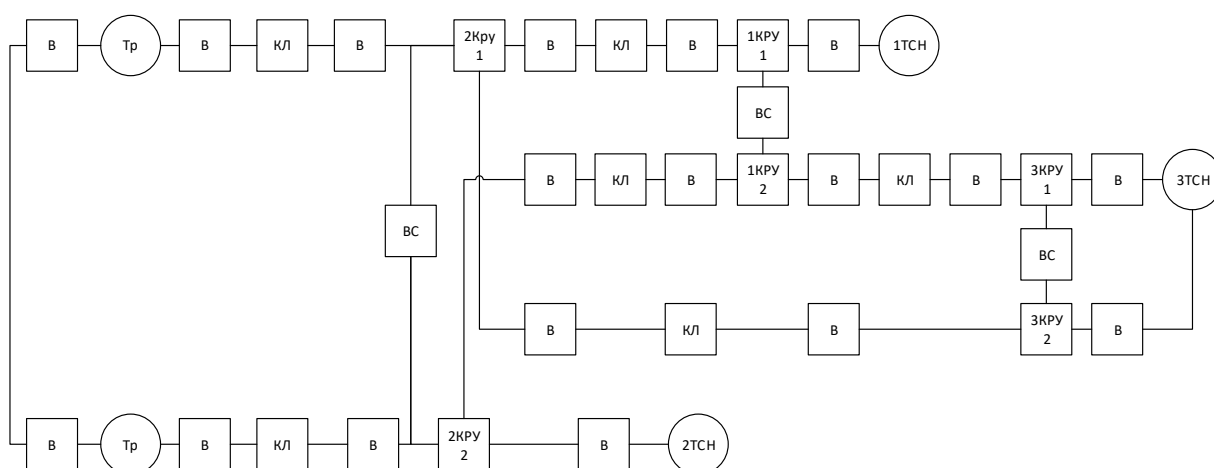 В Тр В КЛ В 2Кру 1 В КЛ В 1КРУ 1 В 1ТСН
ВС
В КЛ В 1КРУ 2 В КЛ В 3КРУ 1 В 3ТСН
ВС
ВС
В КЛ В 3КРУ 2 В
В Тр В КЛ В 2КРУ 2 В 2ТСН